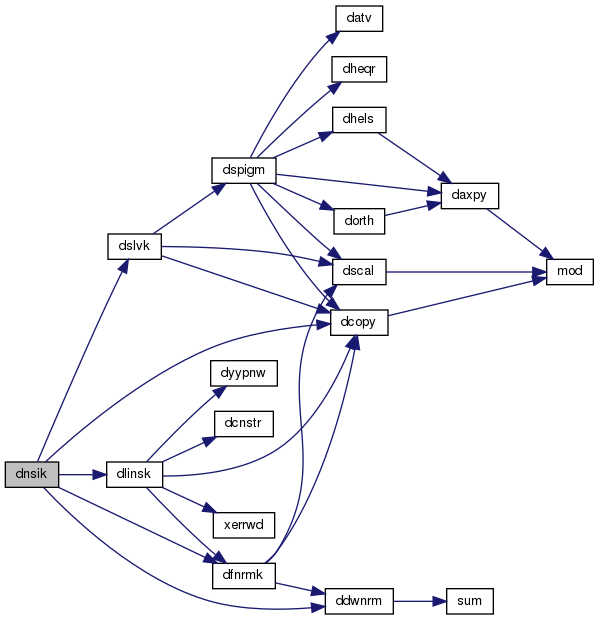 datv
dheqr
dhels
dspigm
daxpy
dorth
dslvk
dscal
mod
dcopy
dyypnw
dcnstr
dnsik
dlinsk
xerrwd
dfnrmk
ddwnrm
sum